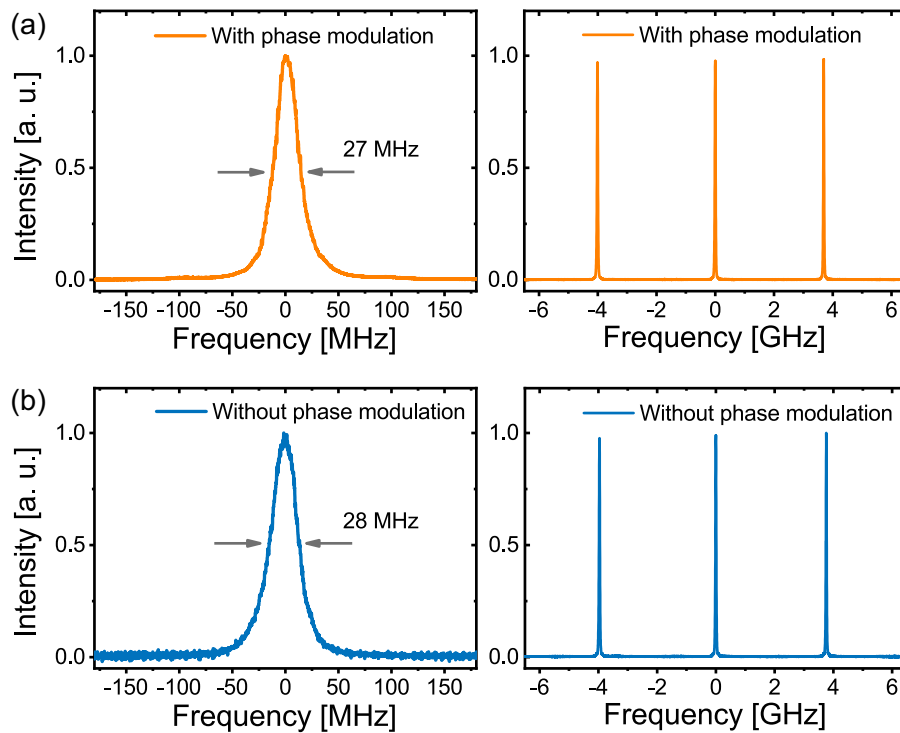 (a)
With phase modulation
1.0
0.5
0.0
Intensity [a. u.]
27 MHz
-150 -100 -50 0 50 100 150
Frequency [MHz]
With phase modulation
1.0
0.5
0.0
-6 -4 -2 0 2 4 6
Frequency [GHz]
(b)
Without phase modulation
1.0
0.5
0.0
Intensity [a. u.]
28 MHz
-150 -100 -50 0 50 100 150
Frequency [MHz]
Without phase modulation
1.0
0.5
0.0
-6 -4 -2 0 2 4 6
Frequency [GHz]